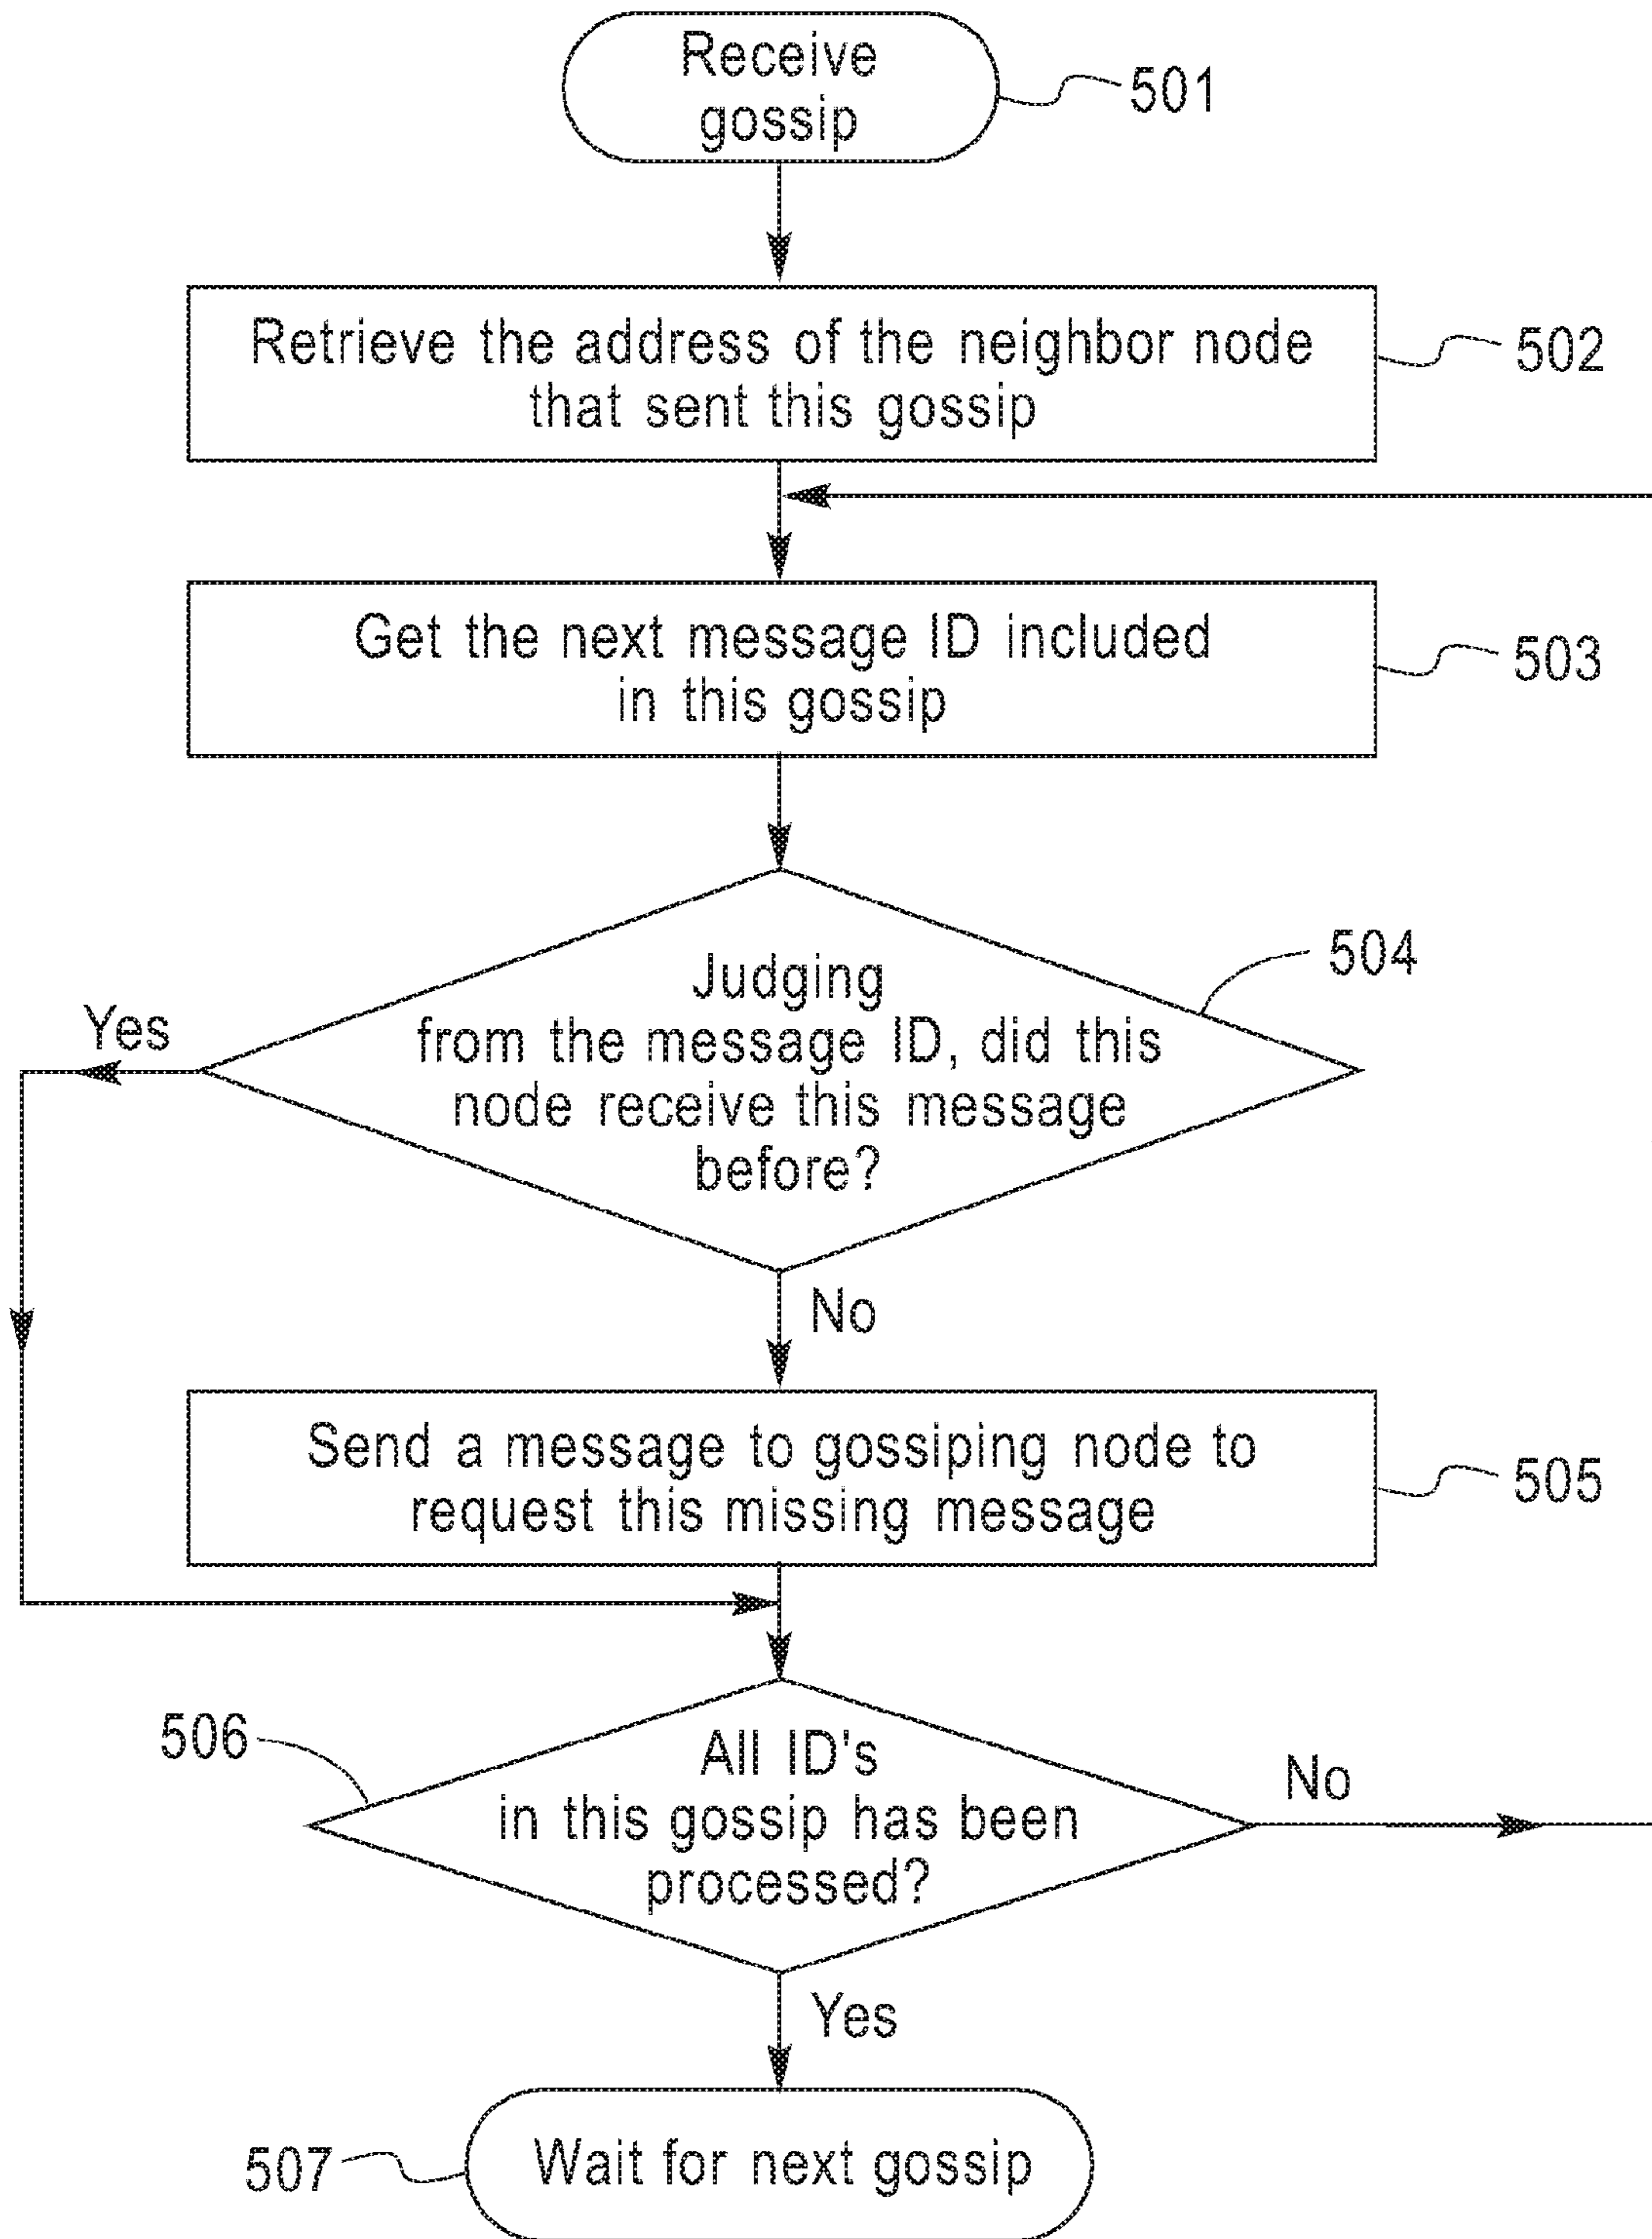 Receive
gossip
501
Retrieve the address of the neighbor node
that sent this gossip
502
Get the next message ID included
in this gossip
503
504
Judging
from the message ID, did this
node receive this message
before?
Yes
No
Send a message to gossiping node to
request this missing message
505
506
All ID's
in this gossip has been
processed?
No
Yes
507
Wait for next gossip